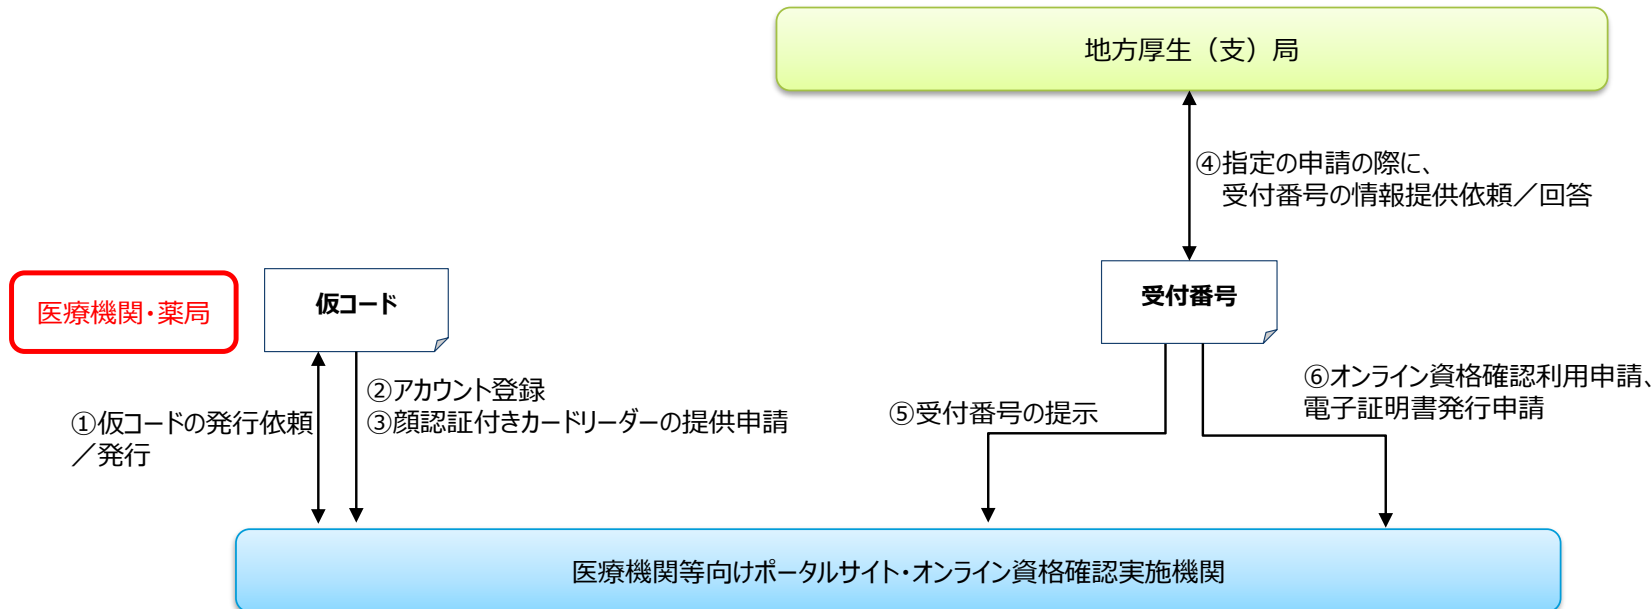 地方厚生（支）局
④指定の申請の際に、
受付番号の情報提供依頼／回答
医療機関・薬局
仮コード
受付番号
①仮コードの発行依頼
／発行
②アカウント登録
③顔認証付きカードリーダーの提供申請
⑤受付番号の提示
⑥オンライン資格確認利用申請、
電子証明書発行申請
医療機関等向けポータルサイト・オンライン資格確認実施機関